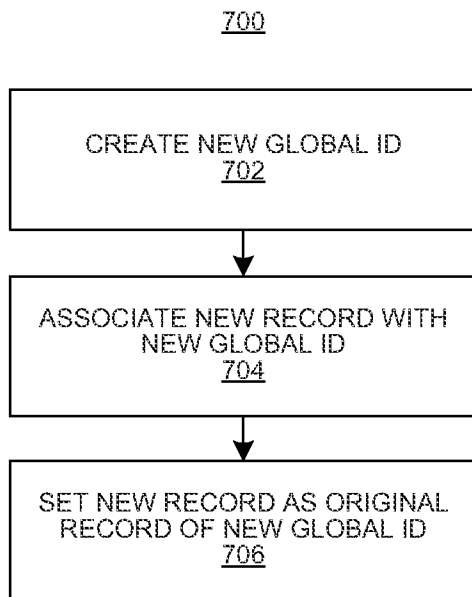 700
CREATE NEW GLOBAL ID
702
ASSOCIATE NEW RECORD WITH
NEW GLOBAL ID
704
SET NEW RECORD AS ORIGINAL
RECORD OF NEW GLOBAL ID
706